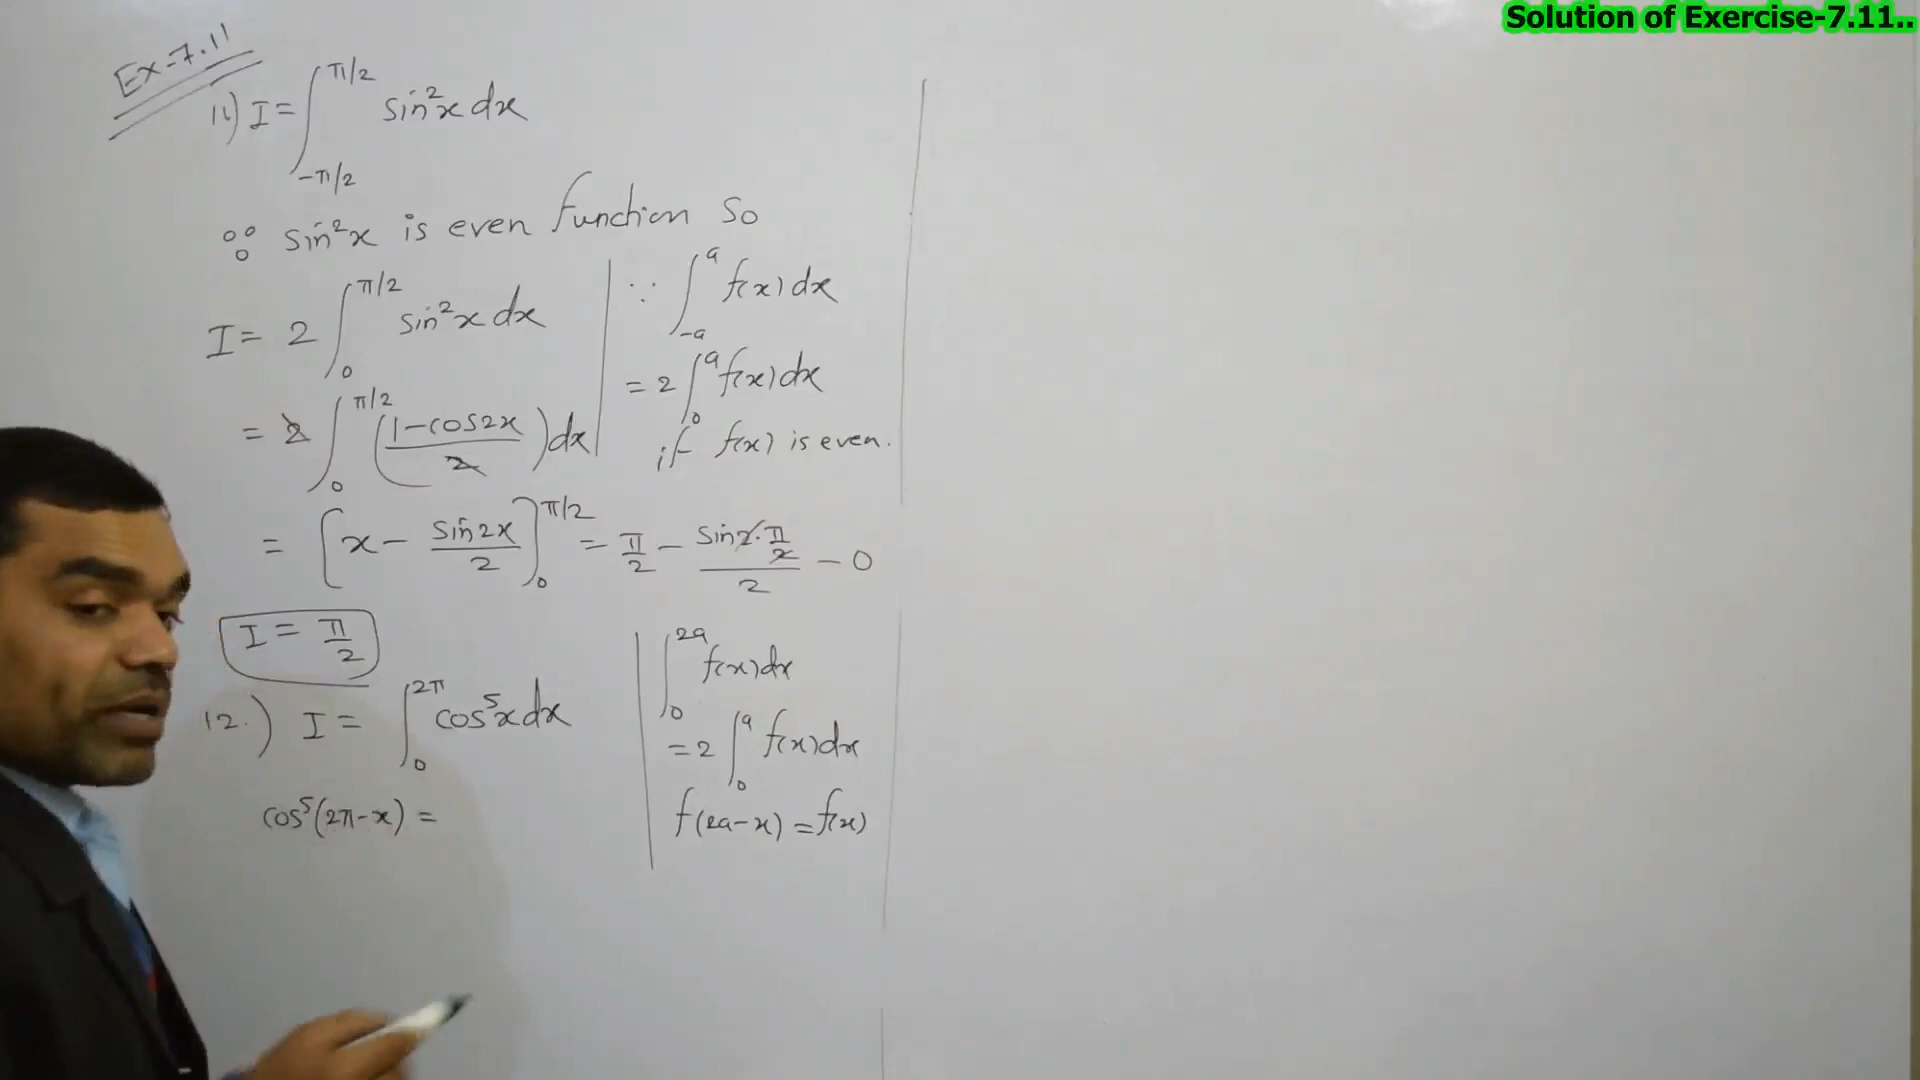 Solution of Exercise-7.11..
Ex-7.11
11) I = ∫_{-π/2}^{π/2} sin²x dx
∵ sin²x is even function so
I = 2 ∫_0^{π/2} sin²x dx
= 2 ∫_0^{π/2} (1-cos2x / 2) dx
∵ ∫_{-a}^{a} f(x) dx
= 2 ∫_0^a f(x) dx
if f(x) is even.
= [x - sin2x / 2]_0^{π/2} = π/2 - (sin 2·π/2) / 2 - 0
I = π/2
12.) I = ∫_0^{2π} cos⁵x dx
cos⁵(2π-x) =
∫_0^{2a} f(x) dx
= 2 ∫_0^a f(x) dx
f(2a-x) = f(x)